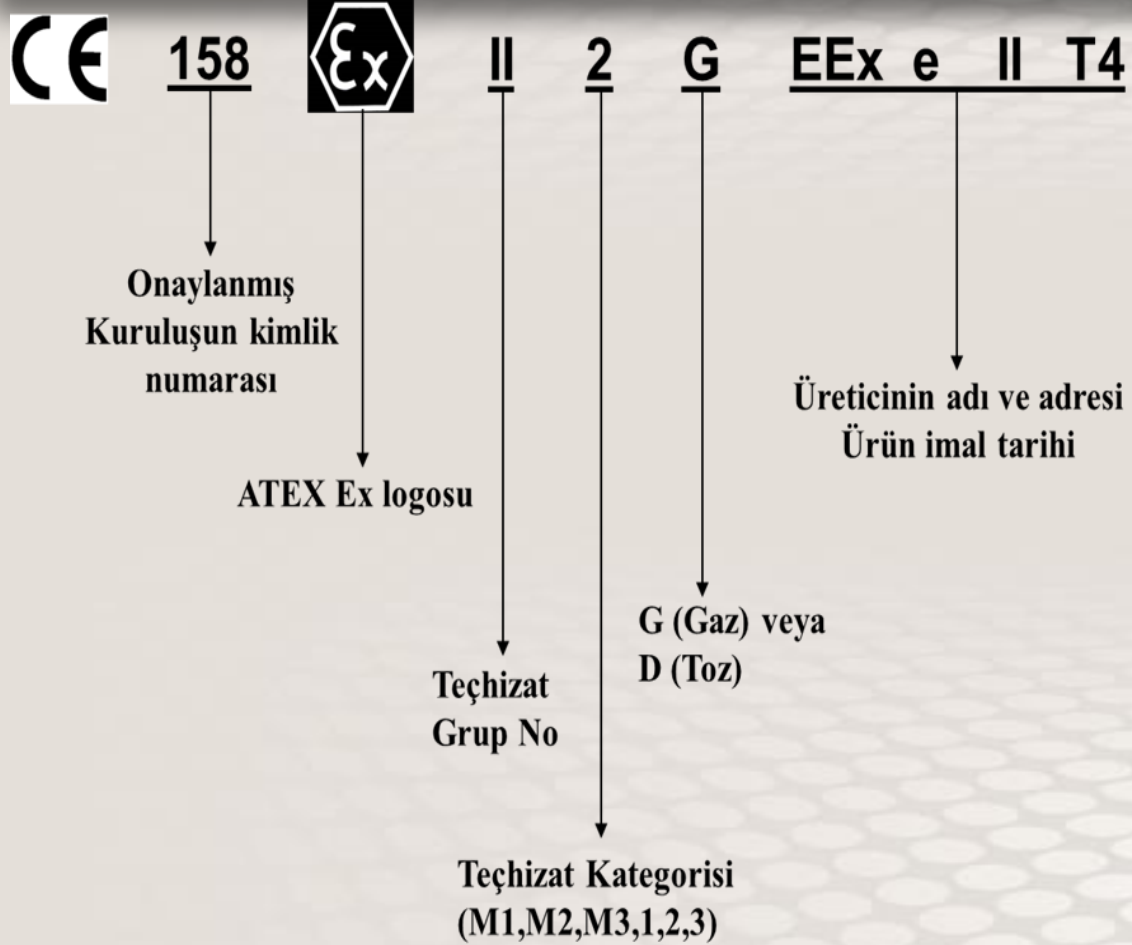 CE 158 Ex II 2 G EEx e II T4
Onaylanmış
Kuruluşun kimlik
numarası
Üreticinin adı ve adresi
Ürün imal tarihi
ATEX Ex logosu
G (Gaz) veya
D (Toz)
Teçhizat
Grup No
Teçhizat Kategorisi
(M1,M2,M3,1,2,3)